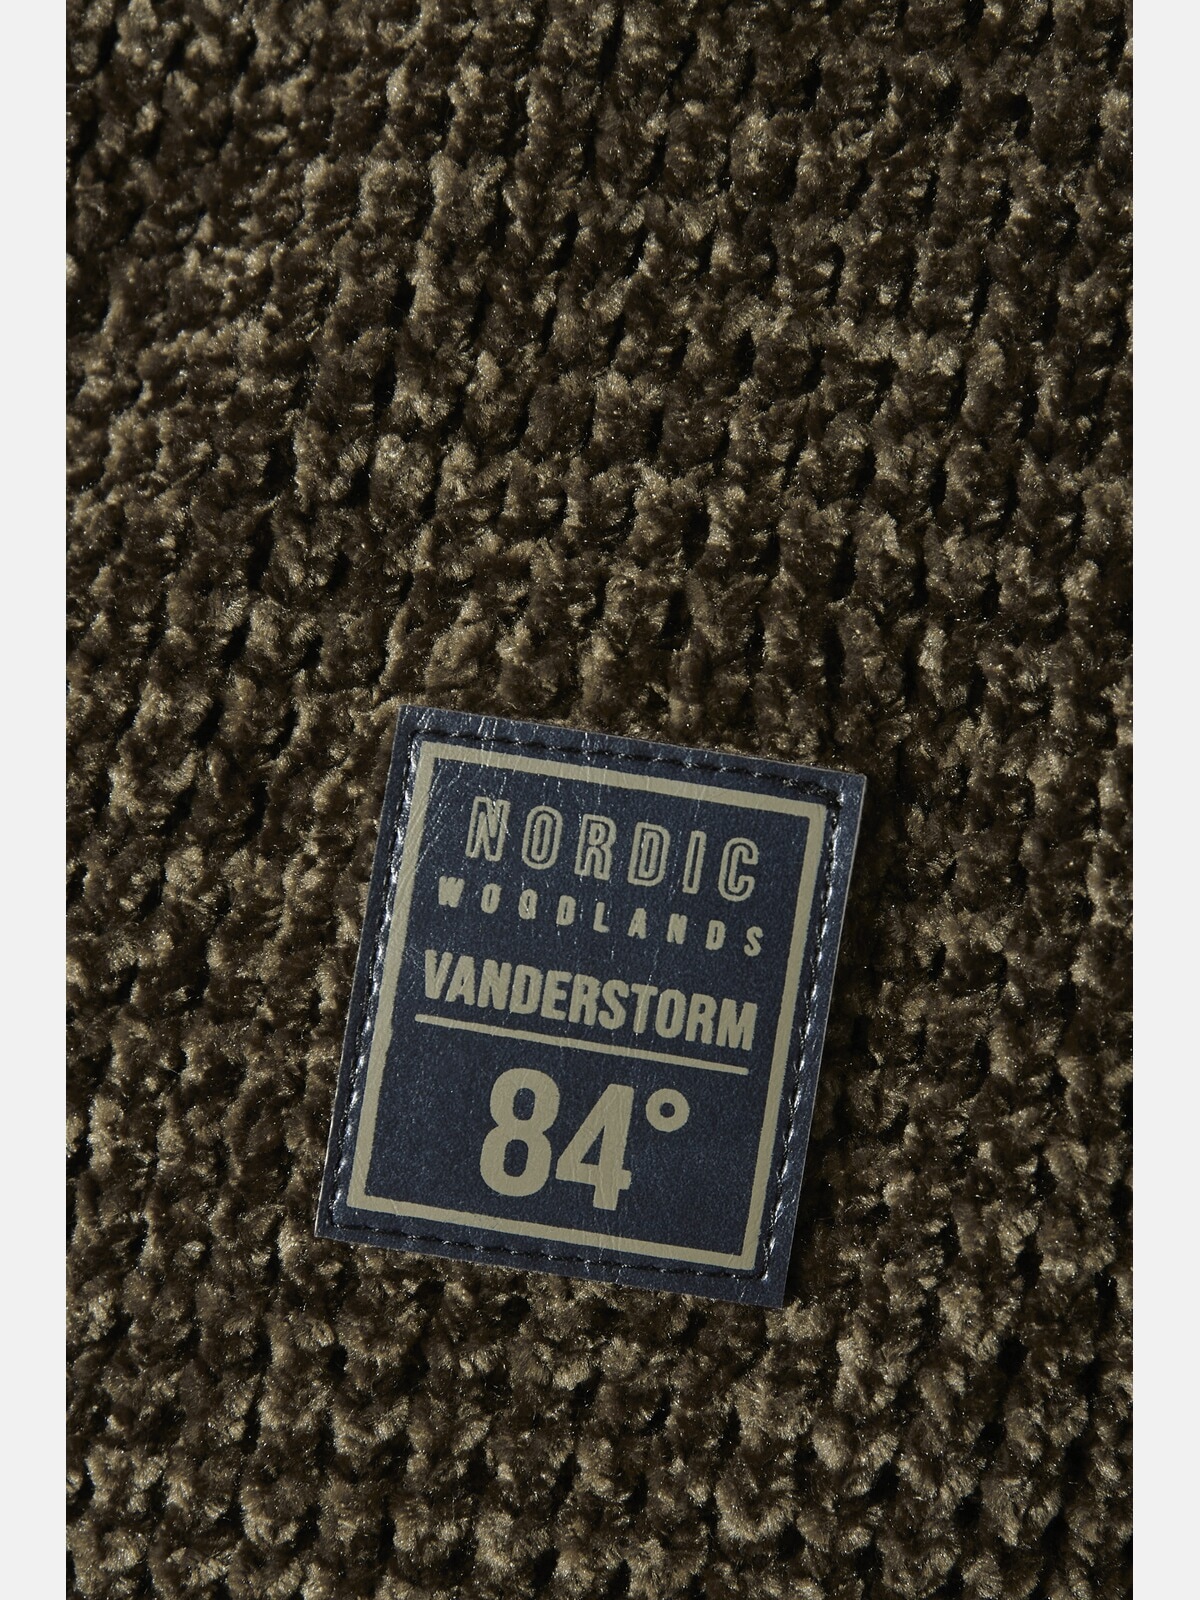 NORDIC
WOODLANDS
VANDERSTORM
84°